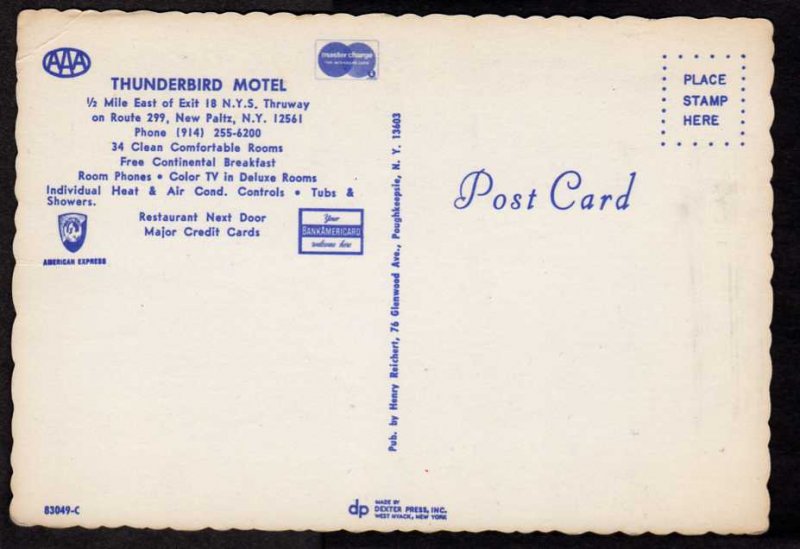 AAA
THUNDERBIRD MOTEL
½ Mile East of Exit 18 N.Y.S. Thruway
on Route 299, New Paltz, N.Y. 12561
Phone (914) 255-6200
34 Clean Comfortable Rooms
Free Continental Breakfast
Room Phones • Color TV in Deluxe Rooms
Individual Heat & Air Cond. Controls • Tubs &
Showers.
Restaurant Next Door
Major Credit Cards
AMERICAN EXPRESS
Your
BANKAMERICARD
welcome here
master charge
THE INTERBANK CARD
Pub. by Henry Reichert, 76 Glenwood Ave., Poughkeepsie, N. Y. 13603
PLACE
STAMP
HERE
Post Card
83049-C
dp
MADE BY
DEXTER PRESS, INC.
WEST NYACK, NEW YORK